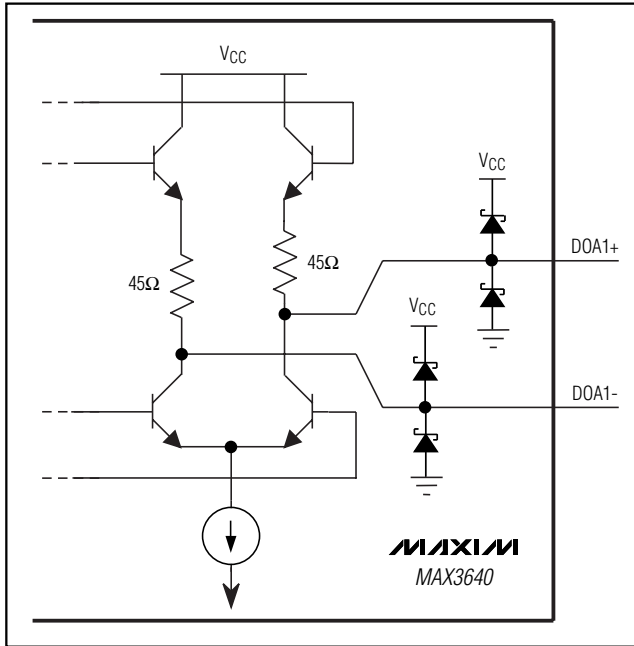 VCC
VCC
DOA1+
45Ω
45Ω
VCC
DOA1-
MAXIM
MAX3640